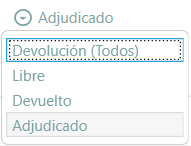 Adjudicado
Devolución (Todos)
Libre
Devuelto
Adjudicado